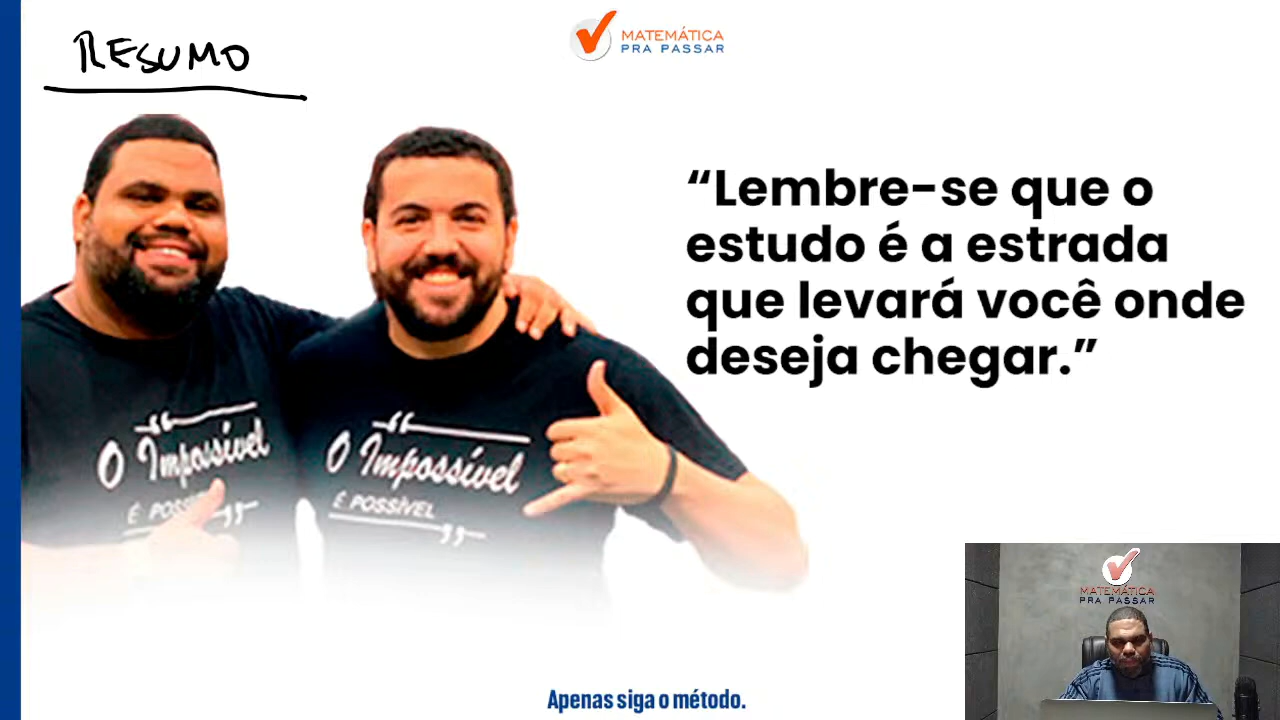 RESUMO
MATEMÁTICA
PRA PASSAR
“Lembre-se que o
estudo é a estrada
que levará você onde
deseja chegar.”
“ O Impossível
É POSSÍVEL ”
“ O Impossível
É POSSÍVEL ”
MATEMÁTICA
PRA PASSAR
Apenas siga o método.